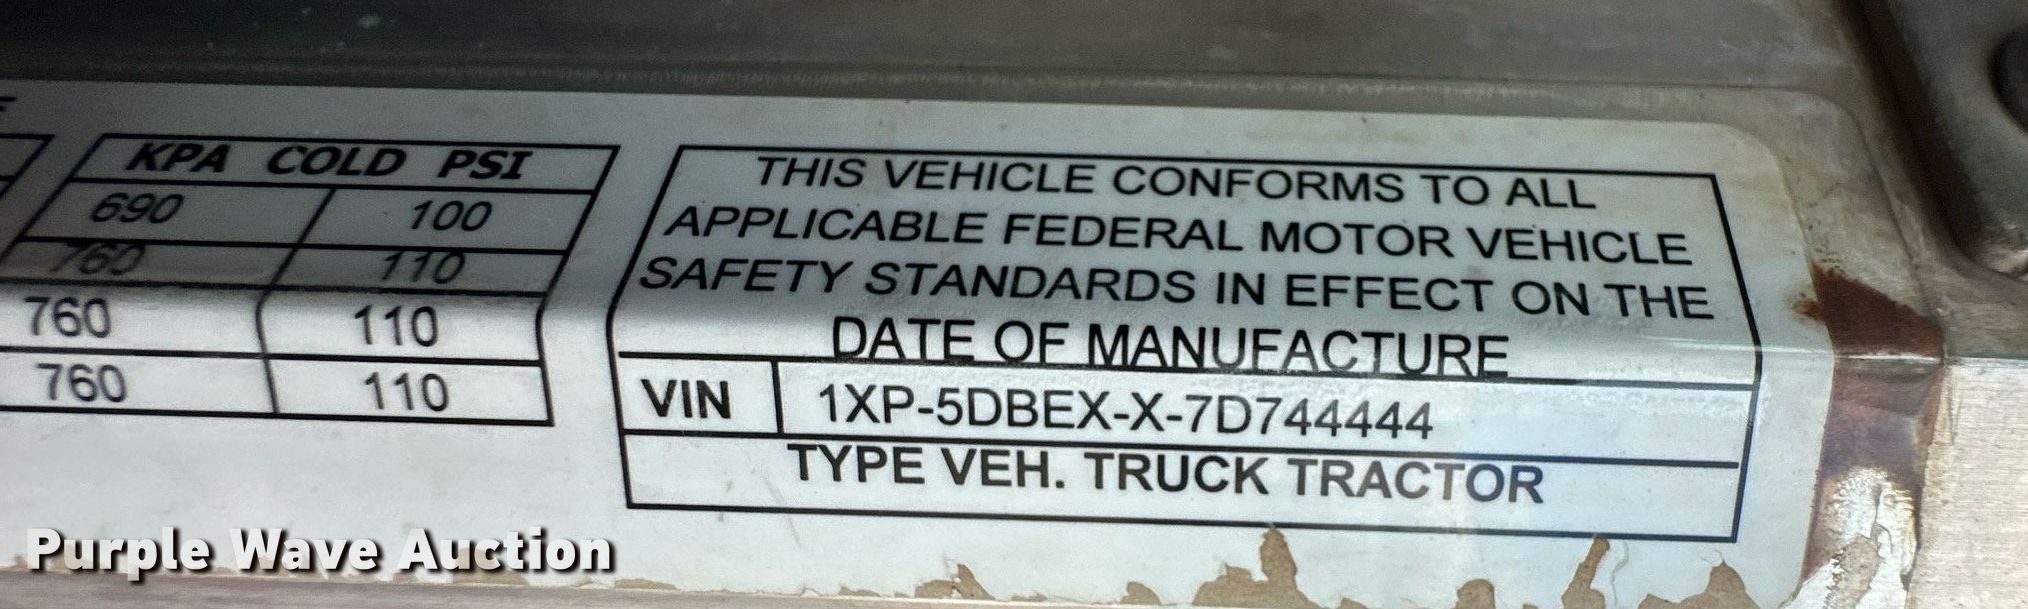 KPA COLD PSI
690 100
760 110
760 110
760 110
THIS VEHICLE CONFORMS TO ALL
APPLICABLE FEDERAL MOTOR VEHICLE
SAFETY STANDARDS IN EFFECT ON THE
DATE OF MANUFACTURE
VIN 1XP-5DBEX-X-7D744444
TYPE VEH. TRUCK TRACTOR
Purple Wave Auction